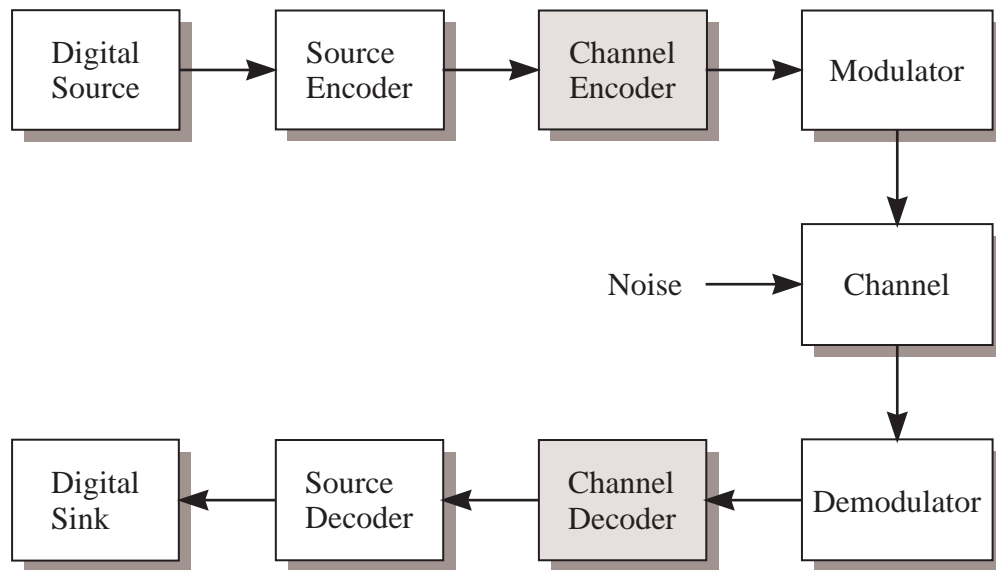 Digital
Source
Source
Encoder
Channel
Encoder
Modulator
Noise
Channel
Digital
Sink
Source
Decoder
Channel
Decoder
Demodulator